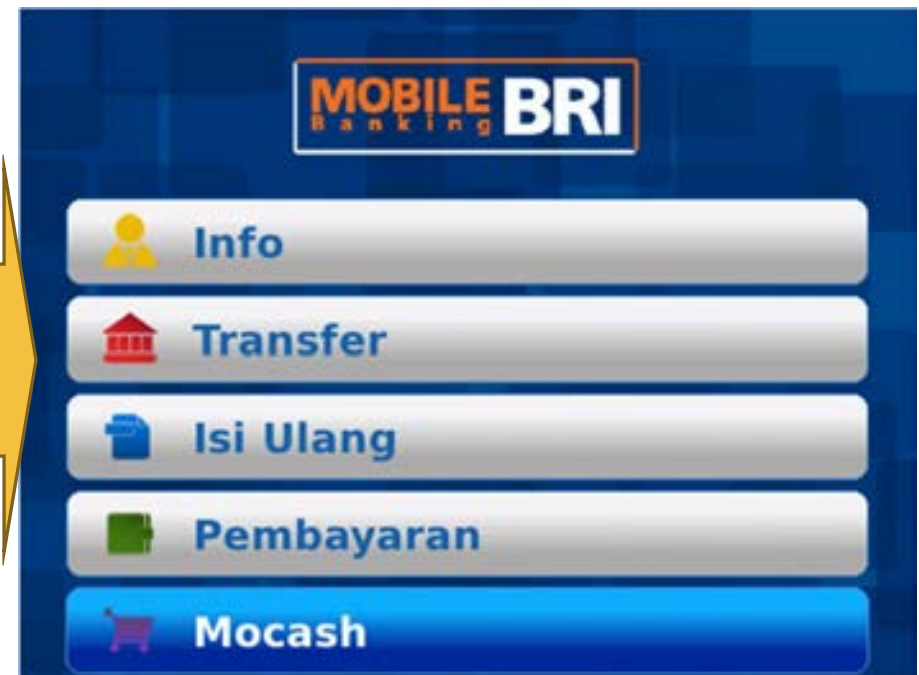 MOBILE BRI
Banking
Info
Transfer
Isi Ulang
Pembayaran
Mocash